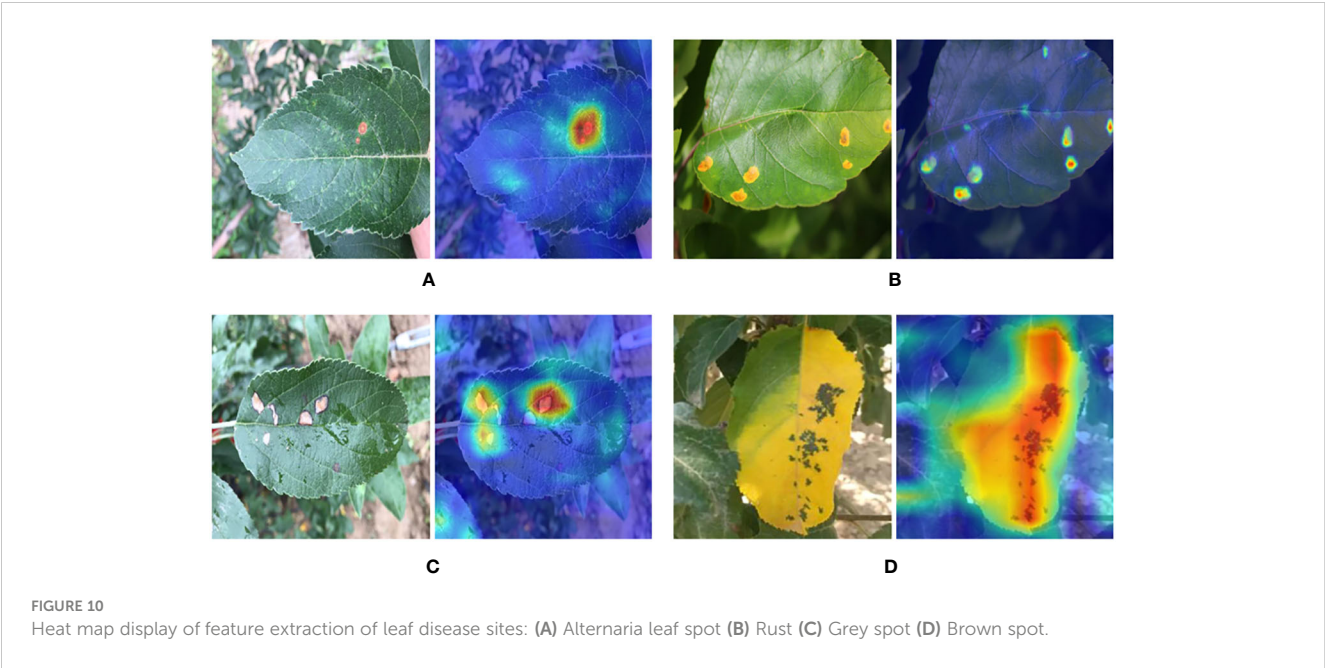 A
B
C
D
FIGURE 10
Heat map display of feature extraction of leaf disease sites: (A) Alternaria leaf spot (B) Rust (C) Grey spot (D) Brown spot.